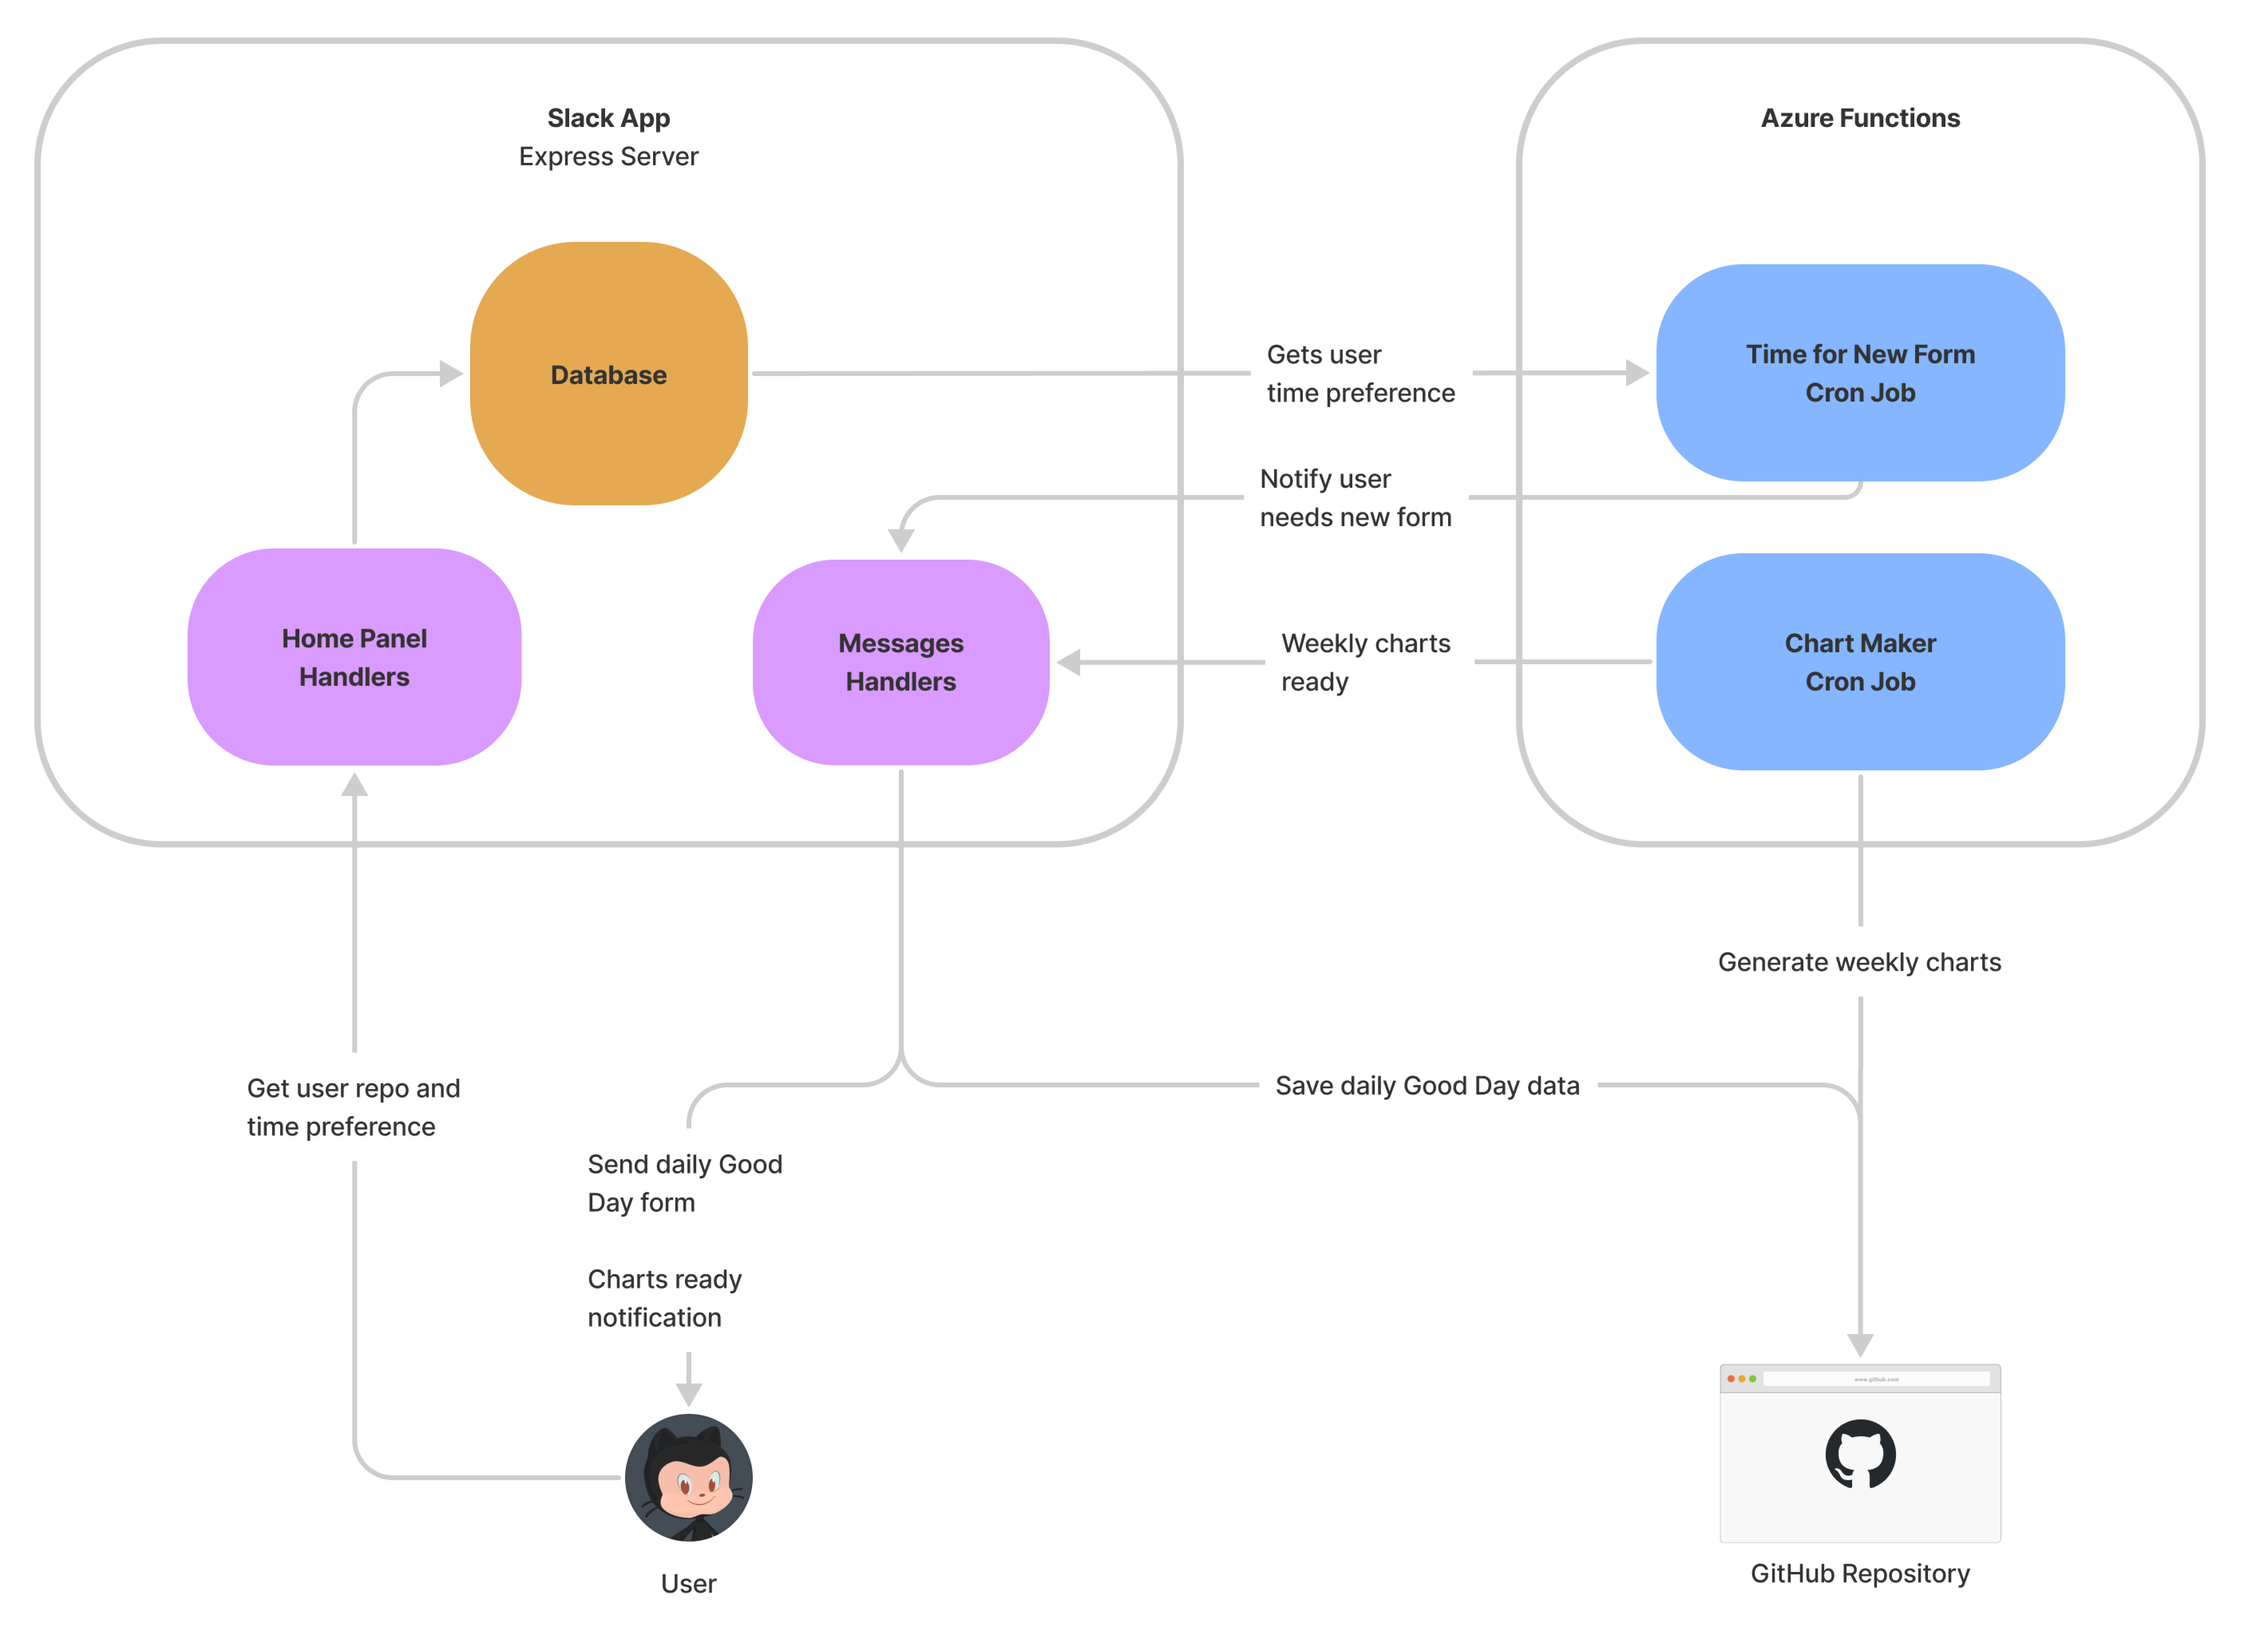 Slack App
Express Server
Azure Functions
Database
Gets user
time preference
Time for New Form
Cron Job
Notify user
needs new form
Home Panel
Handlers
Messages
Handlers
Weekly charts
ready
Chart Maker
Cron Job
Generate weekly charts
Get user repo and
time preference
Save daily Good Day data
Send daily Good
Day form
Charts ready
notification
www.github.com
User
GitHub Repository